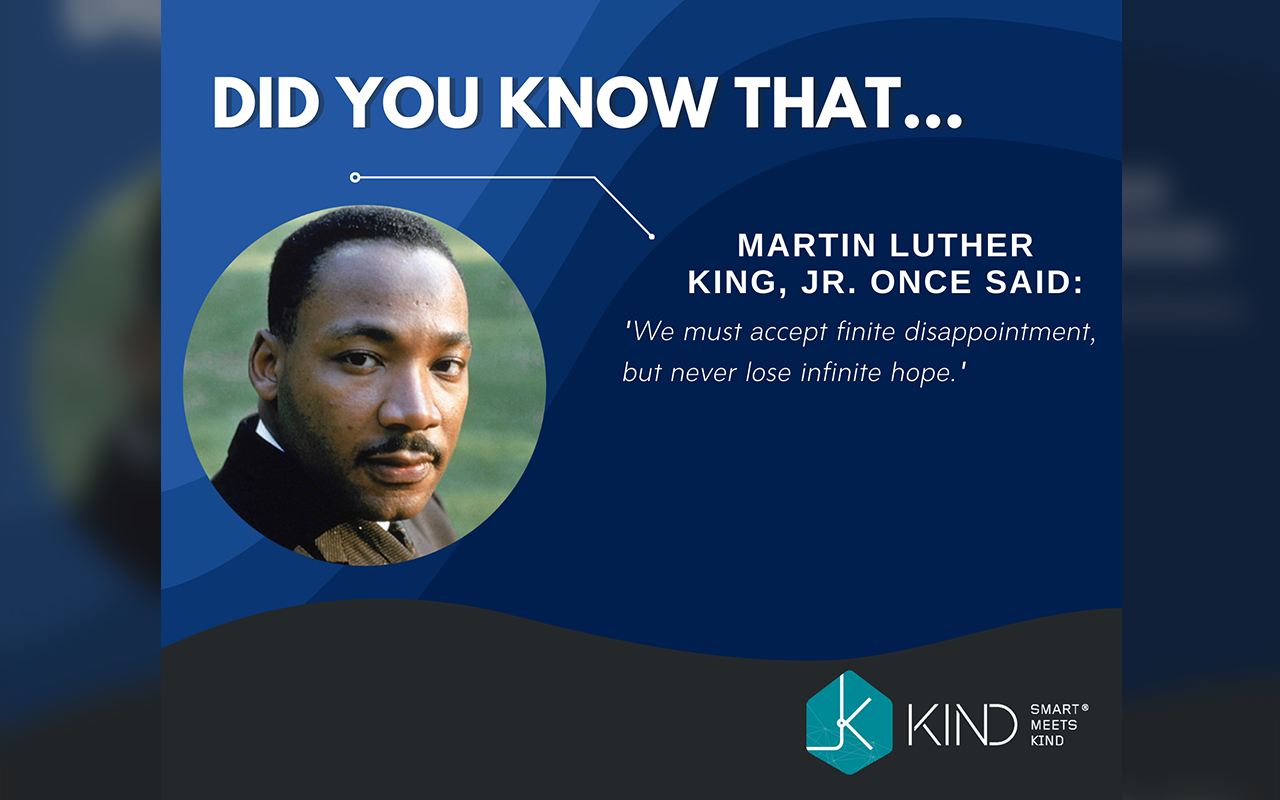 DID YOU KNOW THAT...
MARTIN LUTHER
KING, JR. ONCE SAID:
'We must accept finite disappointment,
but never lose infinite hope.'
KIND
SMART®
MEETS
KIND